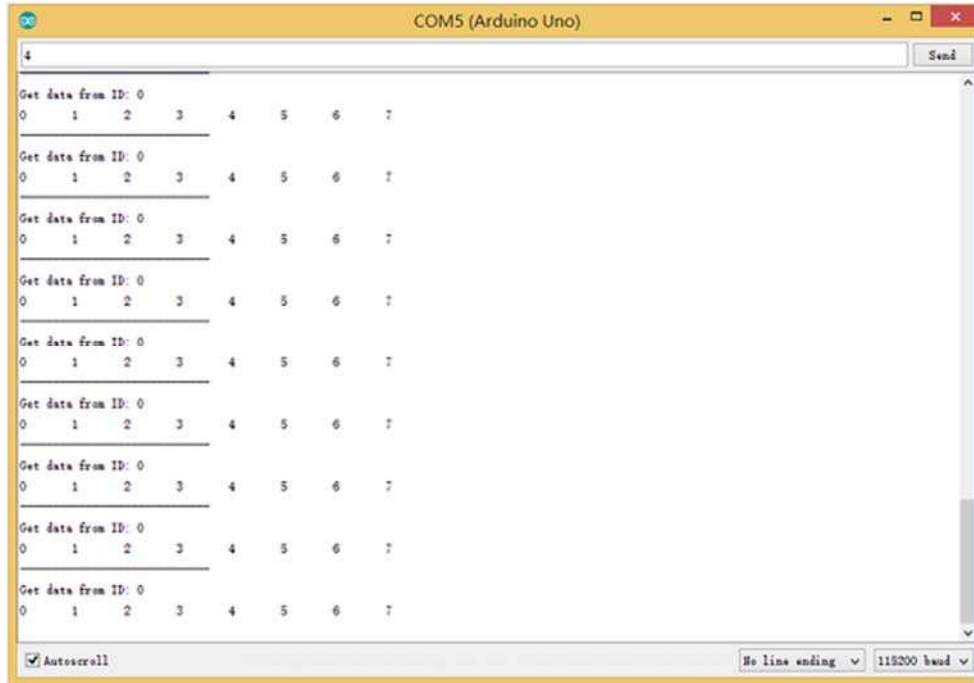 COM5 (Arduino Uno)
4
Send
Get data from ID: 0
0 1 2 3 4 5 6 7
Get data from ID: 0
0 1 2 3 4 5 6 7
Get data from ID: 0
0 1 2 3 4 5 6 7
Get data from ID: 0
0 1 2 3 4 5 6 7
Get data from ID: 0
0 1 2 3 4 5 6 7
Get data from ID: 0
0 1 2 3 4 5 6 7
Get data from ID: 0
0 1 2 3 4 5 6 7
Get data from ID: 0
0 1 2 3 4 5 6 7
Get data from ID: 0
0 1 2 3 4 5 6 7
Autoscroll
No line ending
115200 baud